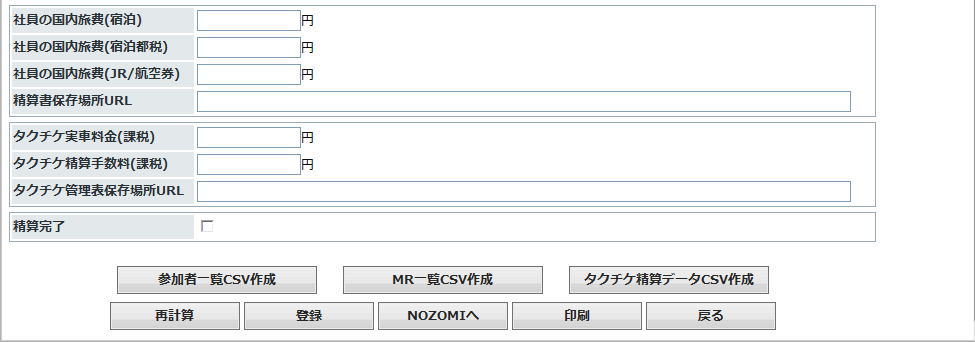 社員の国内旅費(宿泊) 円
社員の国内旅費(宿泊都税) 円
社員の国内旅費(JR/航空券) 円
精算書保存場所URL
タクチケ実車料金(課税) 円
タクチケ精算手数料(課税) 円
タクチケ管理表保存場所URL
精算完了
参加者一覧CSV作成 MR一覧CSV作成 タクチケ精算データCSV作成
再計算 登録 NOZOMIへ 印刷 戻る